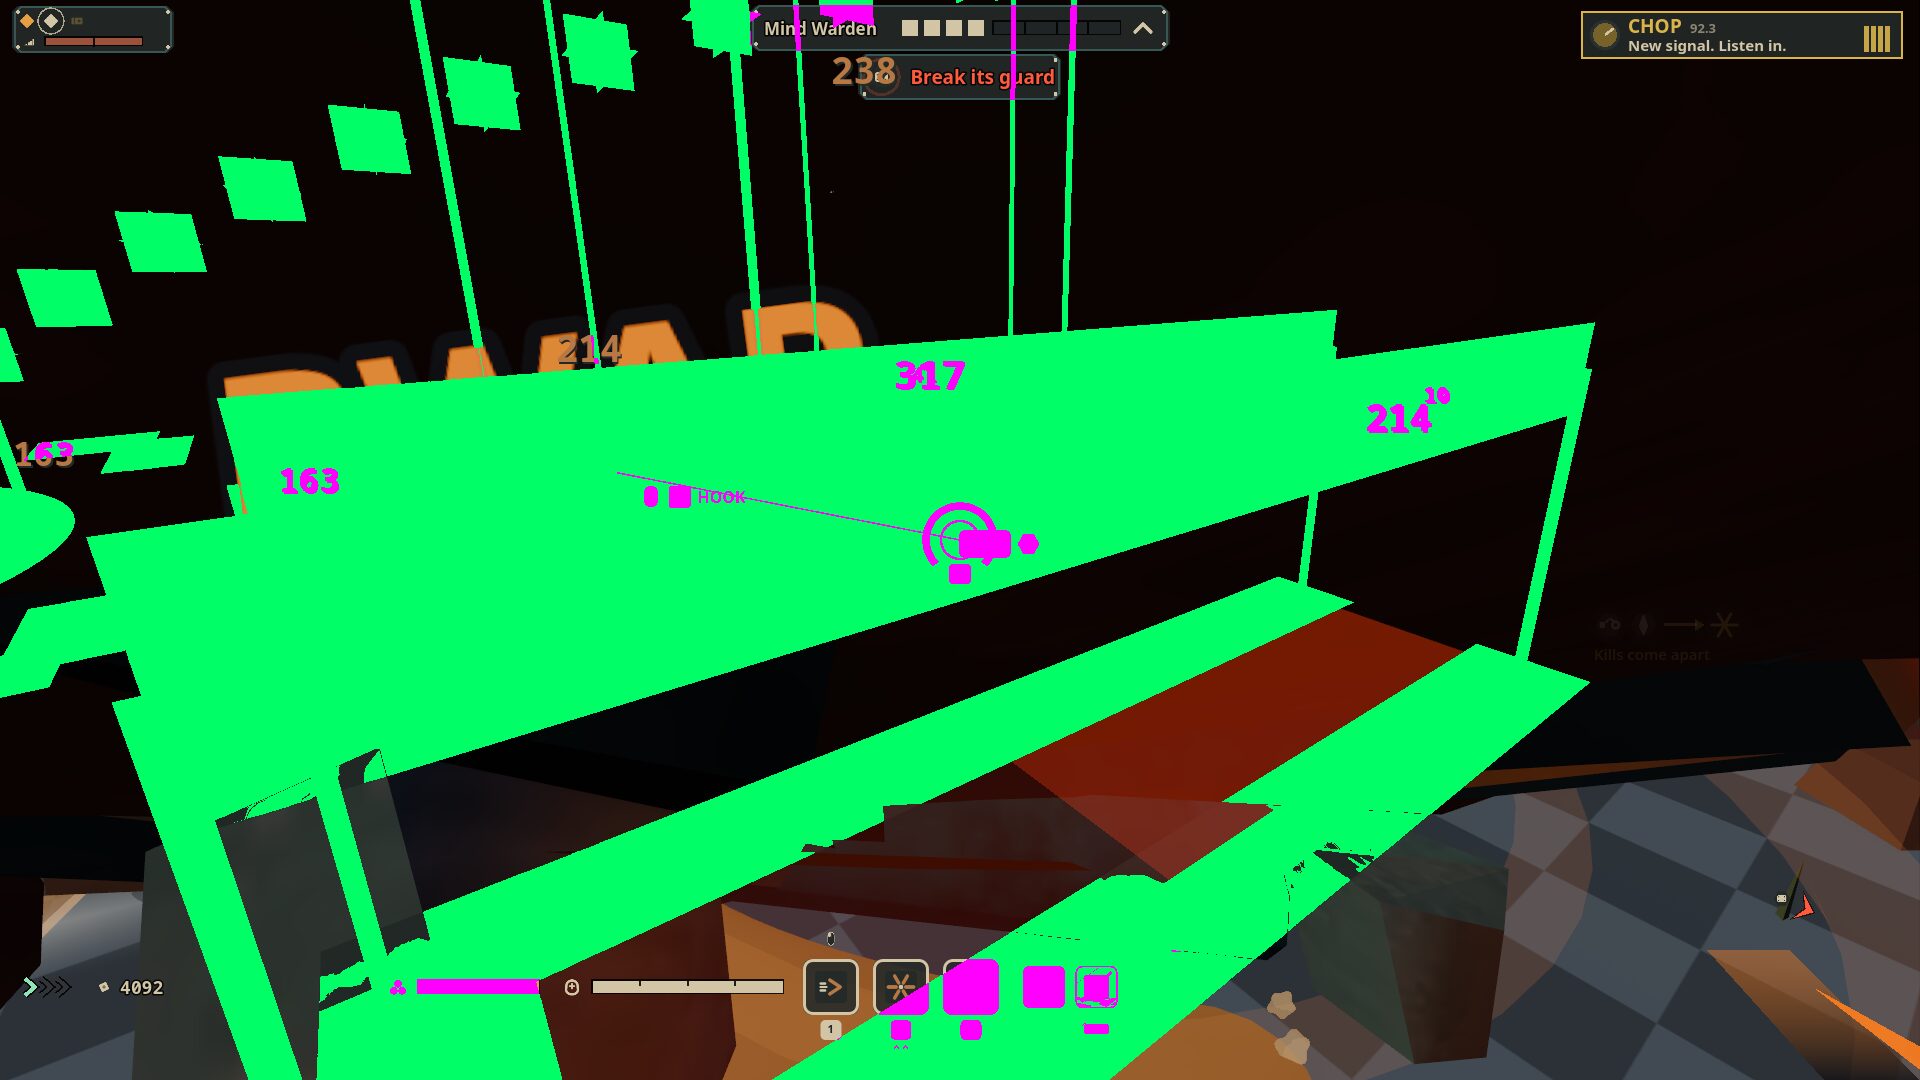 Mind Warden
CHOP 92.3
New signal. Listen in.
238
Break its guard
214
317
10
214
163
163
HOOK
Kills come apart
4092
1